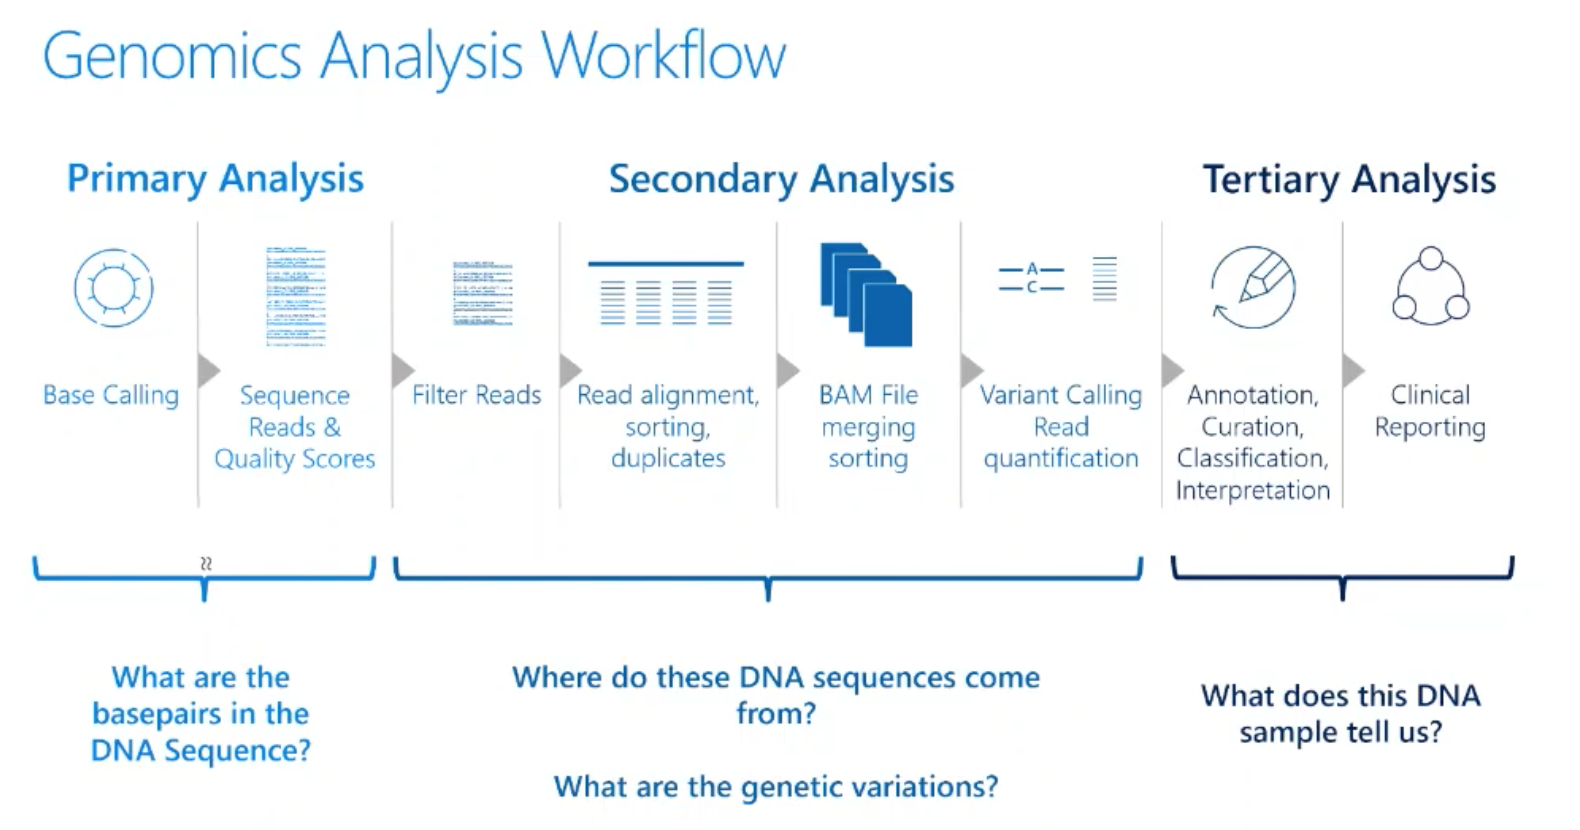 Genomics Analysis Workflow
Primary Analysis
Secondary Analysis
Tertiary Analysis
A
C
Base Calling
Sequence
Reads &
Quality Scores
Filter Reads
Read alignment,
sorting,
duplicates
BAM File
merging
sorting
Variant Calling
Read
quantification
Annotation,
Curation,
Classification,
Interpretation
Clinical
Reporting
What are the
basepairs in the
DNA Sequence?
Where do these DNA sequences come
from?
What are the genetic variations?
What does this DNA
sample tell us?